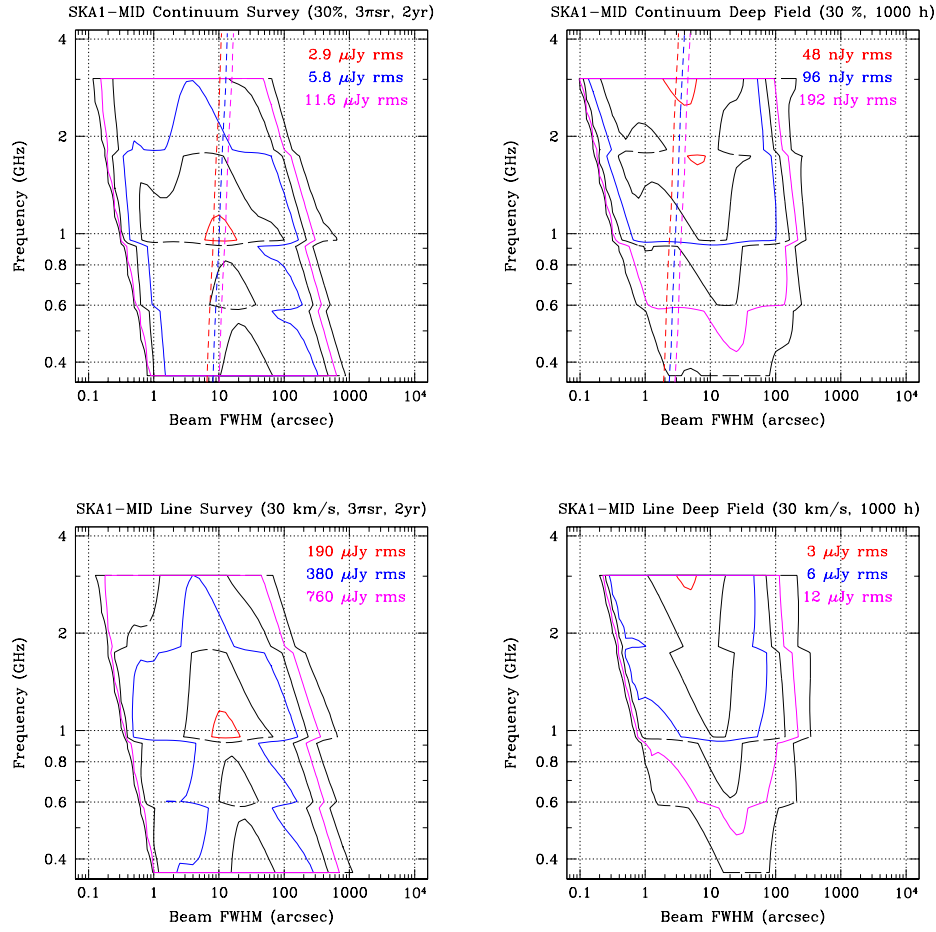 SKA1-MID Continuum Survey (30%, 3πsr, 2yr)
4
2
1
0.8
0.6
0.4
Frequency (GHz)
2.9 μJy rms
5.8 μJy rms
11.6 μJy rms
0.1 1 10 100 1000 10⁴
Beam FWHM (arcsec)
SKA1-MID Continuum Deep Field (30 %, 1000 h)
4
2
1
0.8
0.6
0.4
Frequency (GHz)
48 nJy rms
96 nJy rms
192 nJy rms
0.1 1 10 100 1000 10⁴
Beam FWHM (arcsec)
SKA1-MID Line Survey (30 km/s, 3πsr, 2yr)
4
2
1
0.8
0.6
0.4
Frequency (GHz)
190 μJy rms
380 μJy rms
760 μJy rms
0.1 1 10 100 1000 10⁴
Beam FWHM (arcsec)
SKA1-MID Line Deep Field (30 km/s, 1000 h)
4
2
1
0.8
0.6
0.4
Frequency (GHz)
3 μJy rms
6 μJy rms
12 μJy rms
0.1 1 10 100 1000 10⁴
Beam FWHM (arcsec)